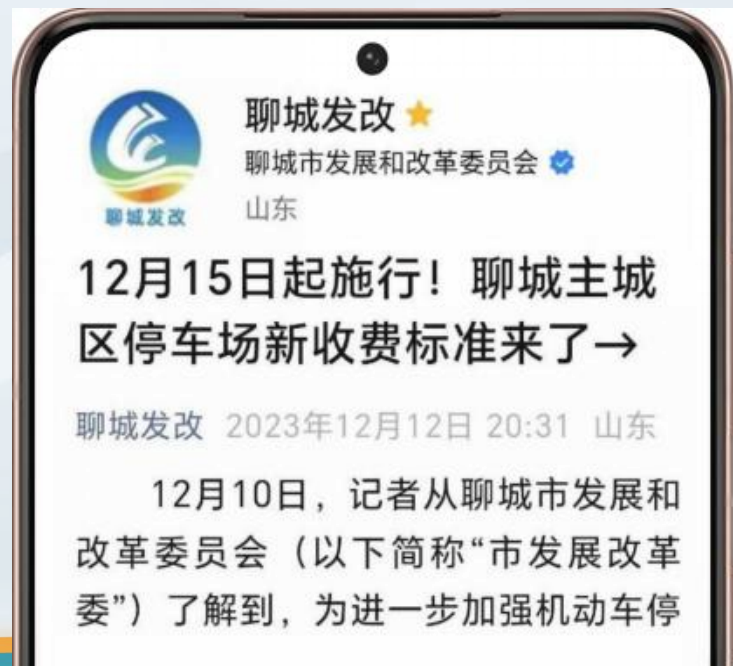 聊城发改
聊城市发展和改革委员会
山东
聊城发改
12月15日起施行！聊城主城
区停车场新收费标准来了→
聊城发改 2023年12月12日 20:31 山东
12月10日，记者从聊城市发展和
改革委员会（以下简称“市发展改革
委”）了解到，为进一步加强机动车停